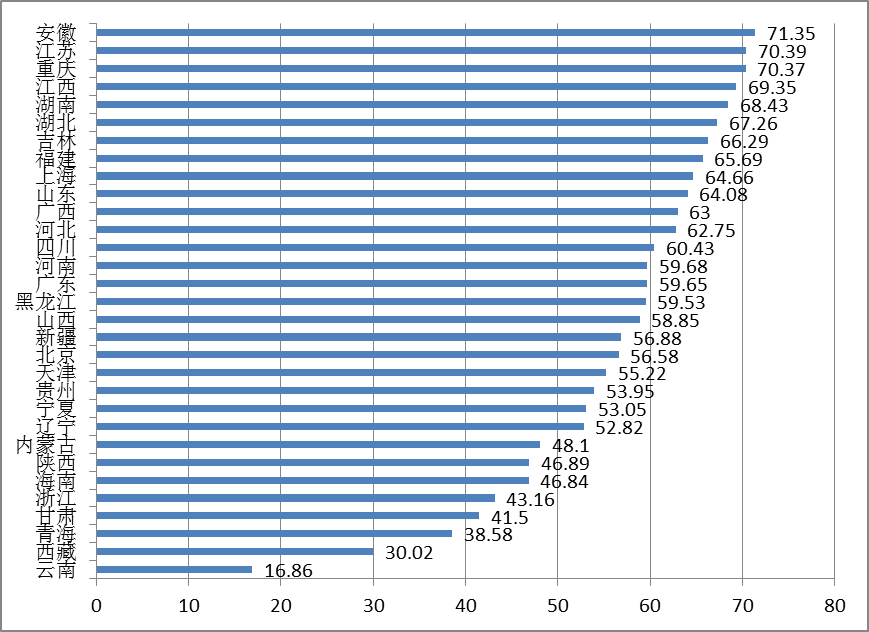 安徽 71.35
江苏 70.39
重庆 70.37
江西 69.35
湖南 68.43
湖北 67.26
吉林 66.29
福建 65.69
上海 64.66
山东 64.08
广西 63
河北 62.75
四川 60.43
河南 59.68
广东 59.65
黑龙江 59.53
山西 58.85
新疆 56.88
北京 56.58
天津 55.22
贵州 53.95
宁夏 53.05
辽宁 52.82
内蒙古 48.1
陕西 46.89
海南 46.84
浙江 43.16
甘肃 41.5
青海 38.58
西藏 30.02
云南 16.86
0 10 20 30 40 50 60 70 80